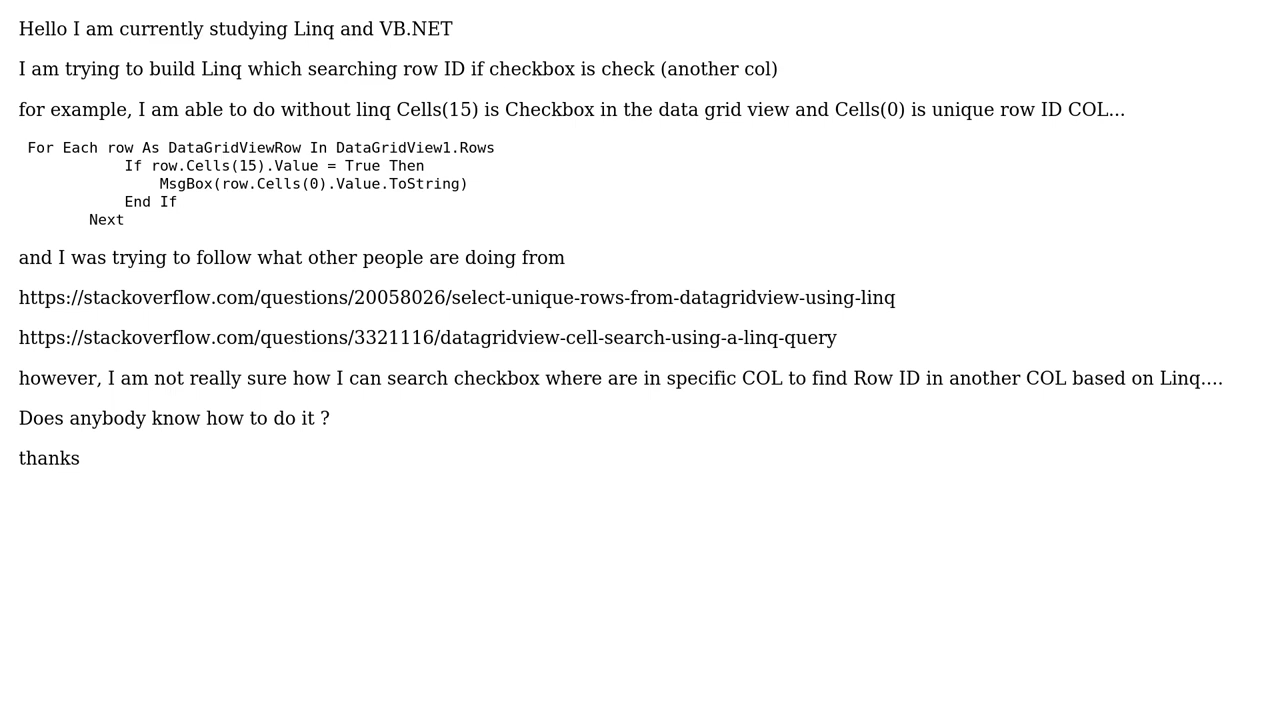 Hello I am currently studying Linq and VB.NET
I am trying to build Linq which searching row ID if checkbox is check (another col)
for example, I am able to do without linq Cells(15) is Checkbox in the data grid view and Cells(0) is unique row ID COL...
For Each row As DataGridViewRow In DataGridView1.Rows
            If row.Cells(15).Value = True Then
                MsgBox(row.Cells(0).Value.ToString)
            End If
        Next
and I was trying to follow what other people are doing from
https://stackoverflow.com/questions/20058026/select-unique-rows-from-datagridview-using-linq
https://stackoverflow.com/questions/3321116/datagridview-cell-search-using-a-linq-query
however, I am not really sure how I can search checkbox where are in specific COL to find Row ID in another COL based on Linq....
Does anybody know how to do it ?
thanks